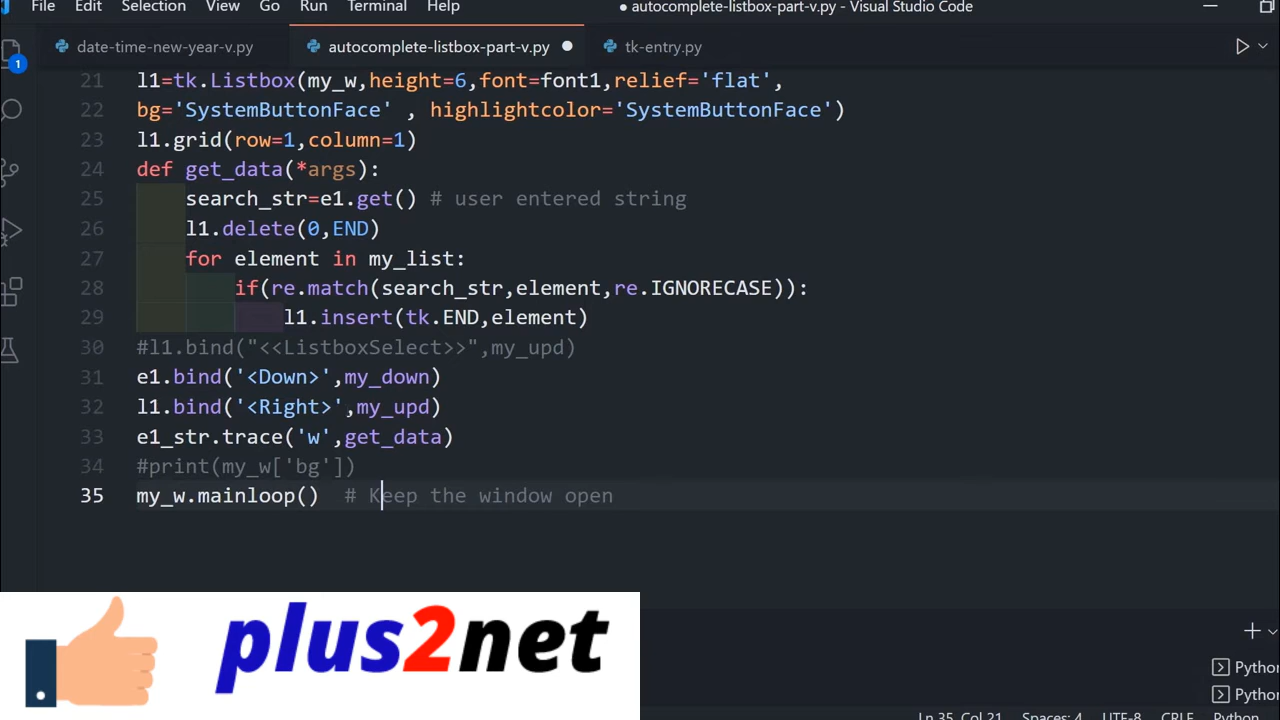 File Edit Selection View Go Run Terminal Help ● autocomplete-listbox-part-v.py - Visual Studio Code
date-time-new-year-v.py autocomplete-listbox-part-v.py ● tk-entry.py
1
21 l1=tk.Listbox(my_w,height=6,font=font1,relief='flat',
22 bg='SystemButtonFace' , highlightcolor='SystemButtonFace')
23 l1.grid(row=1,column=1)
24 def get_data(*args):
25 search_str=e1.get() # user entered string
26 l1.delete(0,END)
27 for element in my_list:
28 if(re.match(search_str,element,re.IGNORECASE)):
29 l1.insert(tk.END,element)
30 #l1.bind("<<ListboxSelect>>",my_upd)
31 e1.bind('<Down>',my_down)
32 l1.bind('<Right>',my_upd)
33 e1_str.trace('w',get_data)
34 #print(my_w['bg'])
35 my_w.mainloop()  # Keep the window open
plus2net
Python
Python
Ln 35, Col 21 Spaces: 4 UTF-8 CRLF Python